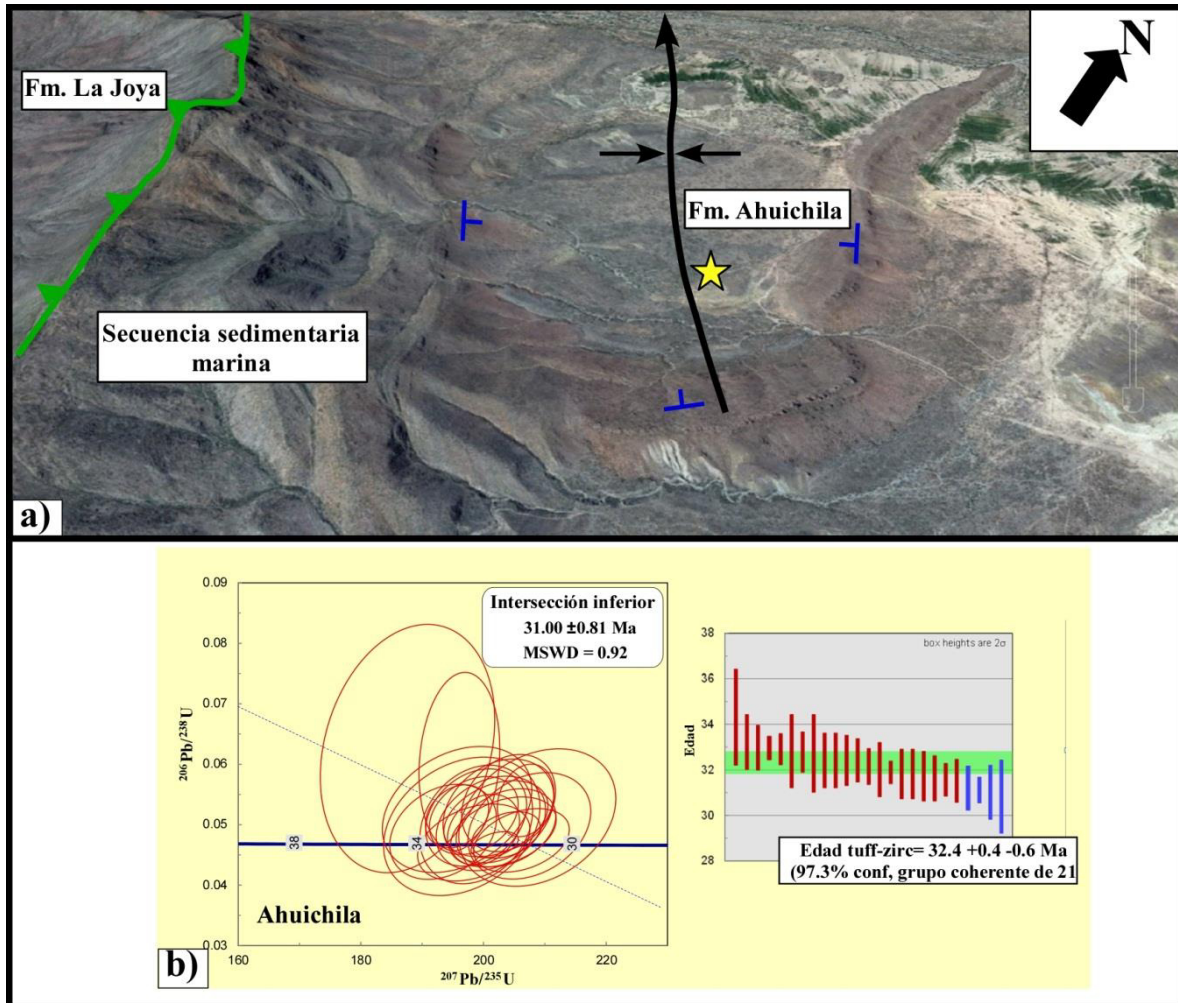 N
Fm. La Joya
Fm. Ahuichila
Secuencia sedimentaria
marina
a)
0.09
0.08
0.07
0.06
0.05
0.04
0.03
160
180
200
220
206Pb/238U
207Pb/235U
Intersección inferior
31.00 ±0.81 Ma
MSWD = 0.92
38
34
30
Ahuichila
b)
38
36
34
32
30
28
Edad
box heights are 2σ
Edad tuff-zirc= 32.4 +0.4 -0.6 Ma
(97.3% conf, grupo coherente de 21